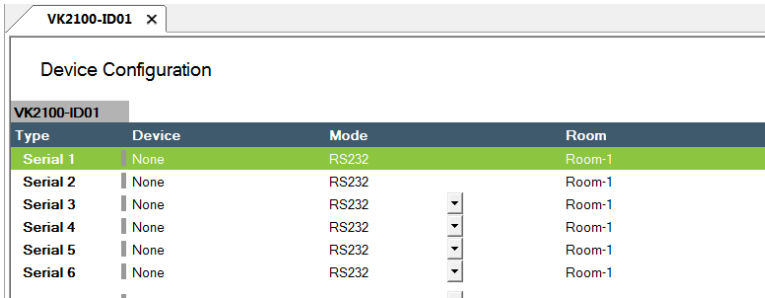 VK2100-ID01 ×
Device Configuration
VK2100-ID01
Type Device Mode Room
Serial 1 None RS232 Room-1
Serial 2 None RS232 Room-1
Serial 3 None RS232 Room-1
Serial 4 None RS232 Room-1
Serial 5 None RS232 Room-1
Serial 6 None RS232 Room-1